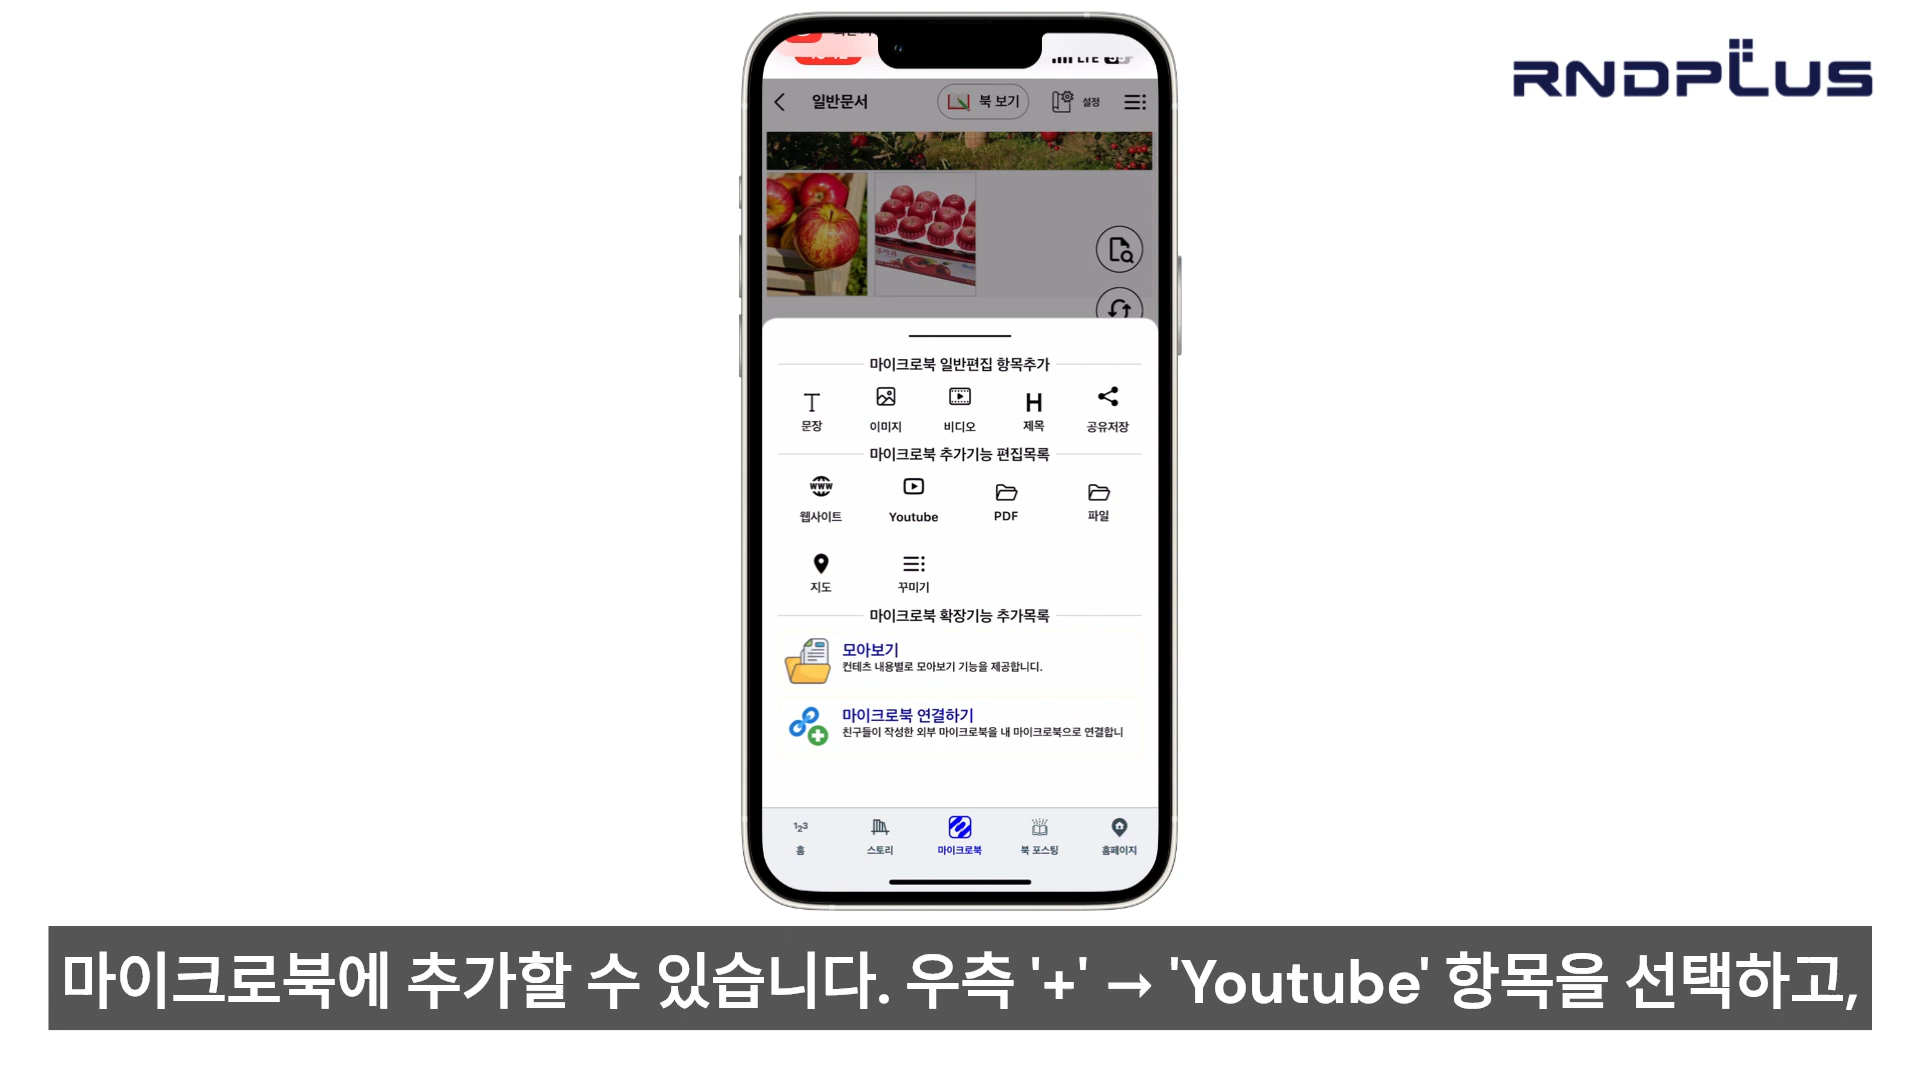 RNDPLUS
LTE
일반문서
북 보기
설정
마이크로북 일반편집 항목추가
문장
이미지
비디오
H
제목
공유저장
마이크로북 추가기능 편집목록
www
웹사이트
Youtube
PDF
파일
지도
꾸미기
마이크로북 확장기능 추가목록
모아보기
컨테츠 내용별로 모아보기 기능을 제공합니디.
마이크로북 연결하기
친구들이 작성한 외부 마이크로북을 내 마이크로북으로 연결합니
123
홈
스토리
마이크로북
북 포스팅
홈페이지
마이크로북에 추가할 수 있습니다. 우측 '+' → 'Youtube' 항목을 선택하고,